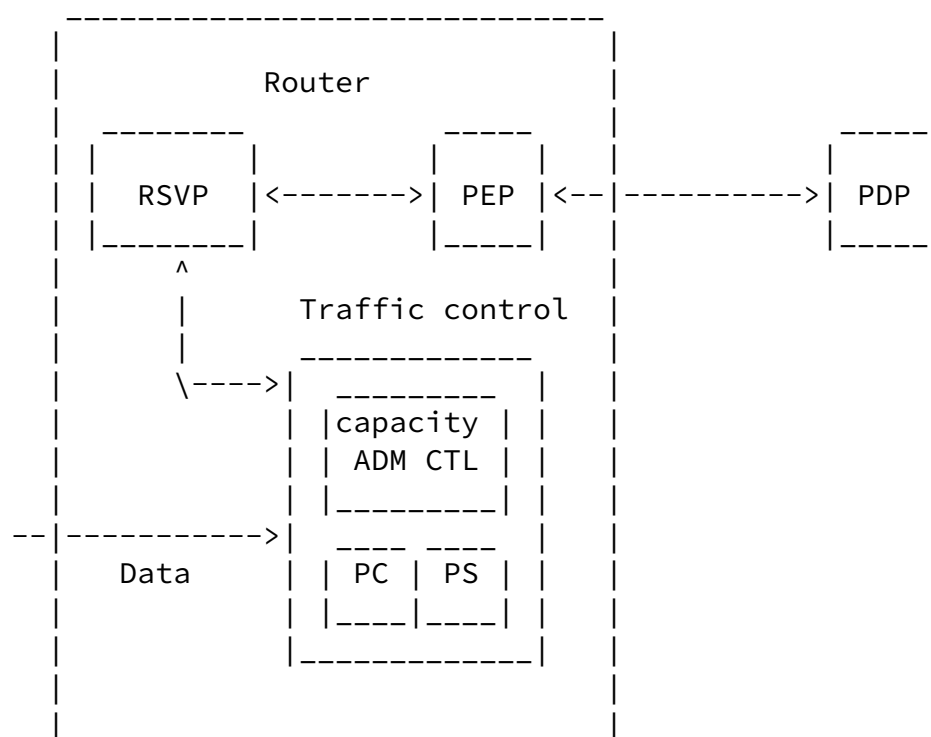 Router
RSVP PEP PDP
Traffic control
capacity
ADM CTL
Data PC PS